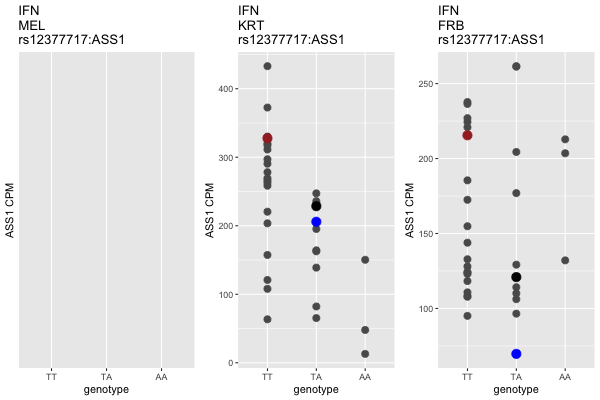 IFN
MEL
rs12377717:ASS1
ASS1 CPM
TT TA AA
genotype
IFN
KRT
rs12377717:ASS1
400
300
200
100
0
ASS1 CPM
TT TA AA
genotype
IFN
FRB
rs12377717:ASS1
250
200
150
100
ASS1 CPM
TT TA AA
genotype